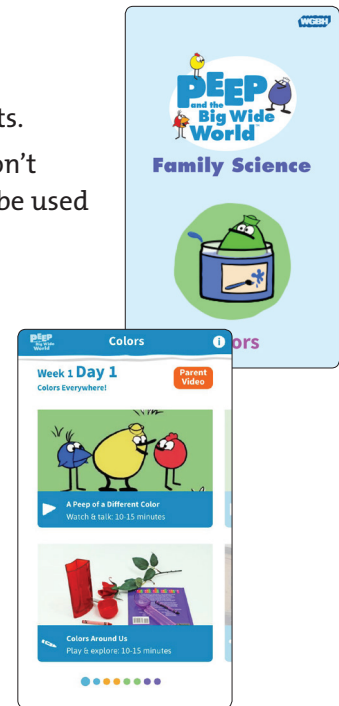 ts.
on't
be used
WGBH
PEEP
and the
Big Wide
World
Family Science
ors
PEEP
and the
Big Wide
World
Colors
i
Week 1 Day 1
Colors Everywhere!
Parent
Video
A Peep of a Different Color
Watch & talk: 10-15 minutes
Colors Around Us
Play & explore: 10-15 minutes